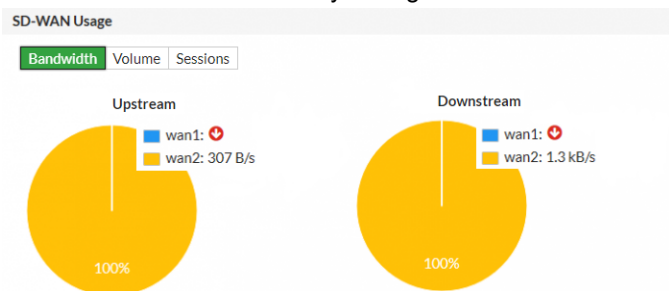 SD-WAN Usage
Bandwidth Volume Sessions
Upstream
wan1:
wan2: 307 B/s
100%
Downstream
wan1:
wan2: 1.3 kB/s
100%